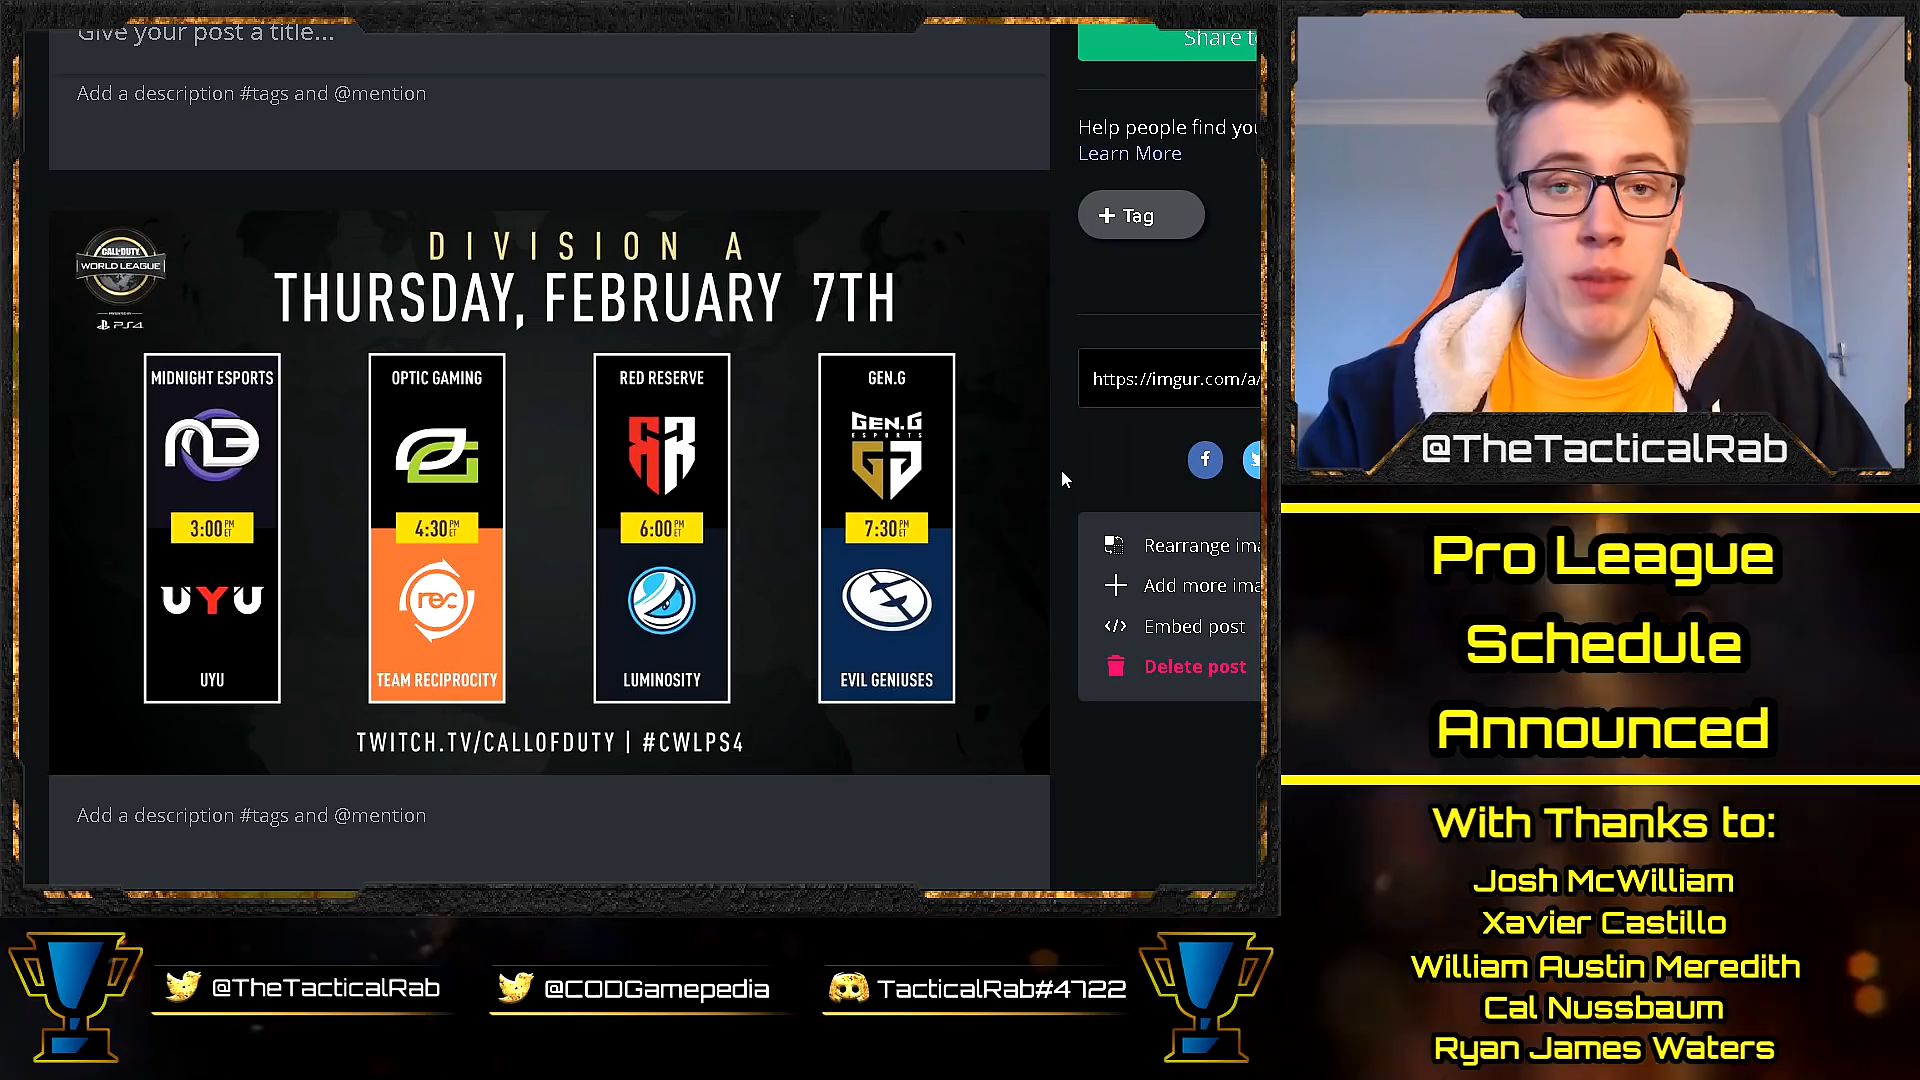 Give your post a title...
Add a description #tags and @mention
Share t
Help people find you
Learn More
+ Tag
CALL OF DUTY
WORLD LEAGUE
PRESENTED BY
PS4
DIVISION A
THURSDAY, FEBRUARY 7TH
MIDNIGHT ESPORTS
3:00 PM ET
UYU
UYU
OPTIC GAMING
4:30 PM ET
rec
TEAM RECIPROCITY
RED RESERVE
6:00 PM ET
LUMINOSITY
GEN.G
GEN.G
ESPORTS
7:30 PM ET
EVIL GENIUSES
TWITCH.TV/CALLOFDUTY | #CWLPS4
Add a description #tags and @mention
https://imgur.com/a/
Rearrange ima
Add more ima
Embed post
Delete post
@TheTacticalRab
Pro League
Schedule
Announced
With Thanks to:
Josh McWilliam
Xavier Castillo
William Austin Meredith
Cal Nussbaum
Ryan James Waters
@TheTacticalRab
@CODGamepedia
TacticalRab#4722